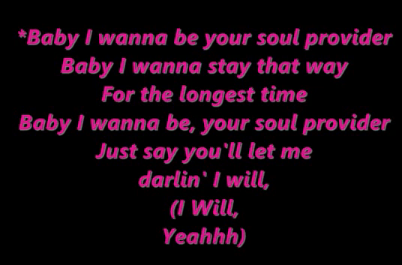 *Baby I wanna be your soul provider
Baby I wanna stay that way
For the longest time
Baby I wanna be, your soul provider
Just say you`ll let me
darlin` I will,
(I Will,
Yeahhh)